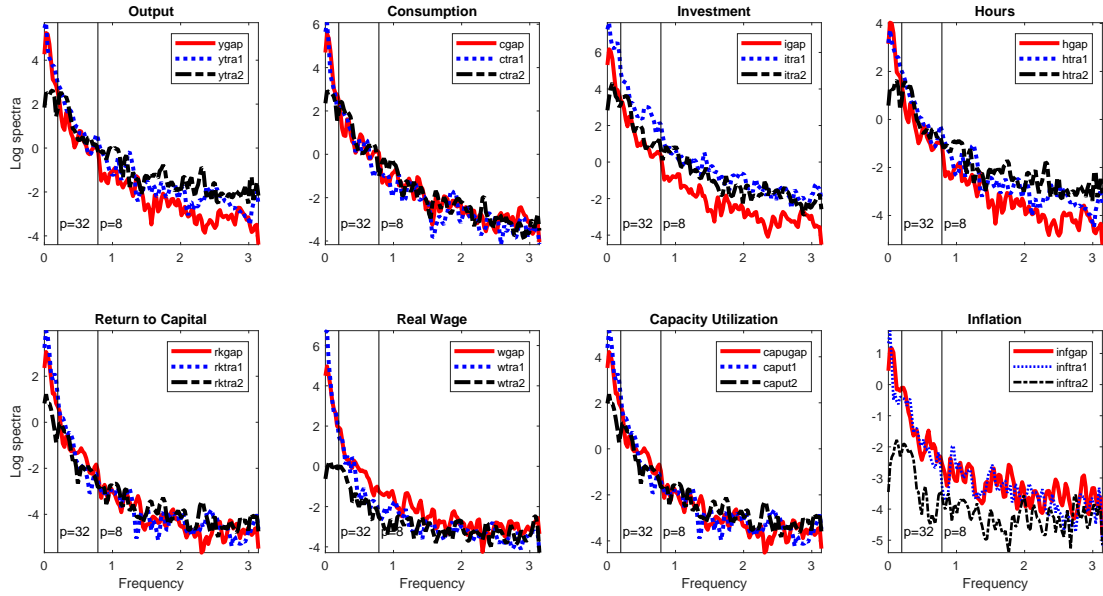 Output
Log spectra
4
2
0
-2
-4
0
1
2
3
p=32
p=8
ygap
ytra1
ytra2
Consumption
6
4
2
0
-2
-4
0
1
2
3
p=32
p=8
cgap
ctra1
ctra2
Investment
6
4
2
0
-2
-4
0
1
2
3
p=32
p=8
igap
itra1
itra2
Hours
4
2
0
-2
-4
0
1
2
3
p=32
p=8
hgap
htra1
htra2
Return to Capital
Log spectra
2
0
-2
-4
0
1
2
3
Frequency
p=32
p=8
rkgap
rktra1
rktra2
Real Wage
6
4
2
0
-2
-4
0
1
2
3
Frequency
p=32
p=8
wgap
wtra1
wtra2
Capacity Utilization
4
2
0
-2
-4
0
1
2
3
Frequency
p=32
p=8
capugap
caput1
caput2
Inflation
1
0
-1
-2
-3
-4
-5
0
1
2
3
Frequency
p=32
p=8
infgap
inftra1
inftra2